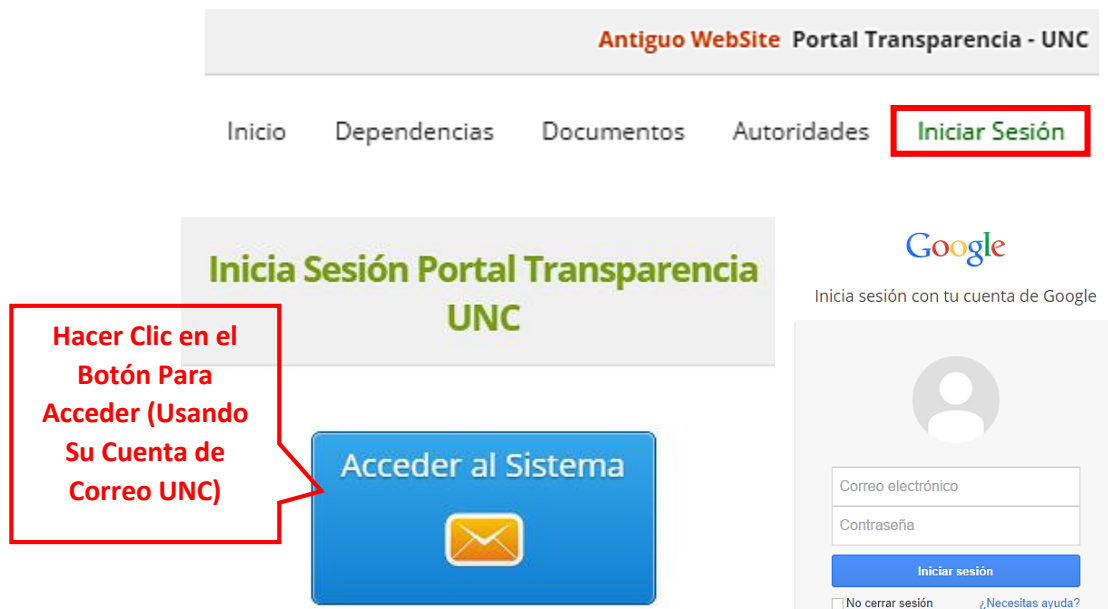 Antiguo WebSite Portal Transparencia - UNC
Inicio Dependencias Documentos Autoridades Iniciar Sesión
Inicia Sesión Portal Transparencia
UNC
Hacer Clic en el
Botón Para
Acceder (Usando
Su Cuenta de
Correo UNC)
Acceder al Sistema
Google
Inicia sesión con tu cuenta de Google
Correo electrónico
Contraseña
Iniciar sesión
No cerrar sesión ¿Necesitas ayuda?